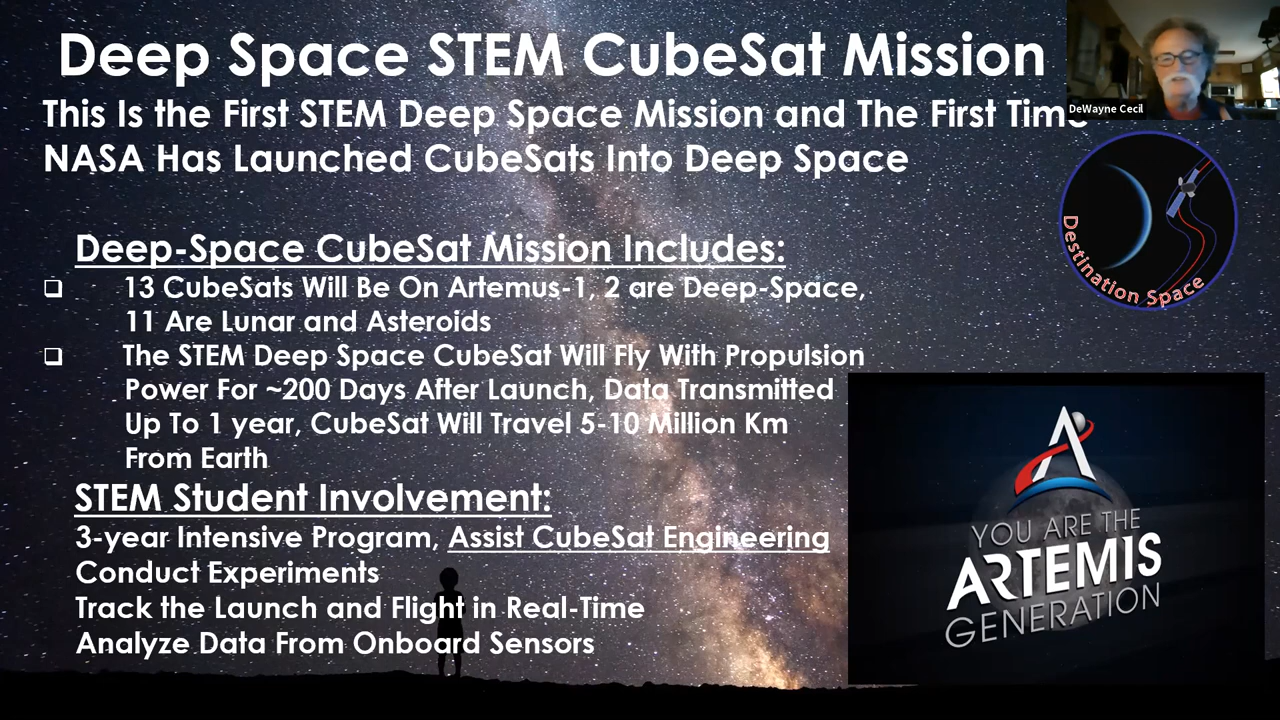 Deep Space STEM CubeSat Mission
DeWayne Cecil
This Is the First STEM Deep Space Mission and The First Time
NASA Has Launched CubeSats Into Deep Space
Destination Space
Deep-Space CubeSat Mission Includes:
❑ 13 CubeSats Will Be On Artemus-1, 2 are Deep-Space,
11 Are Lunar and Asteroids
❑ The STEM Deep Space CubeSat Will Fly With Propulsion
Power For ~200 Days After Launch, Data Transmitted
Up To 1 year, CubeSat Will Travel 5-10 Million Km
From Earth
STEM Student Involvement:
3-year Intensive Program, Assist CubeSat Engineering
Conduct Experiments
Track the Launch and Flight in Real-Time
Analyze Data From Onboard Sensors
YOU ARE THE
ARTEMIS
GENERATION